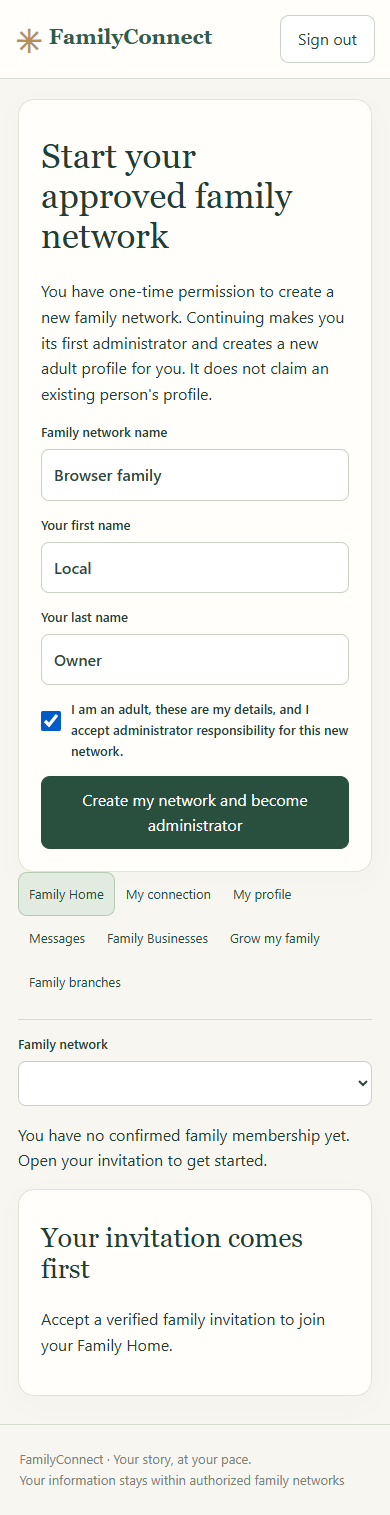 FamilyConnect
Sign out
Start your
approved family
network
You have one-time permission to create a
new family network. Continuing makes you
its first administrator and creates a new
adult profile for you. It does not claim an
existing person's profile.
Family network name
Browser family
Your first name
Local
Your last name
Owner
I am an adult, these are my details, and I
accept administrator responsibility for this new
network.
Create my network and become
administrator
Family Home My connection My profile
Messages Family Businesses Grow my family
Family branches
Family network
You have no confirmed family membership yet.
Open your invitation to get started.
Your invitation comes
first
Accept a verified family invitation to join
your Family Home.
FamilyConnect · Your story, at your pace.
Your information stays within authorized family networks